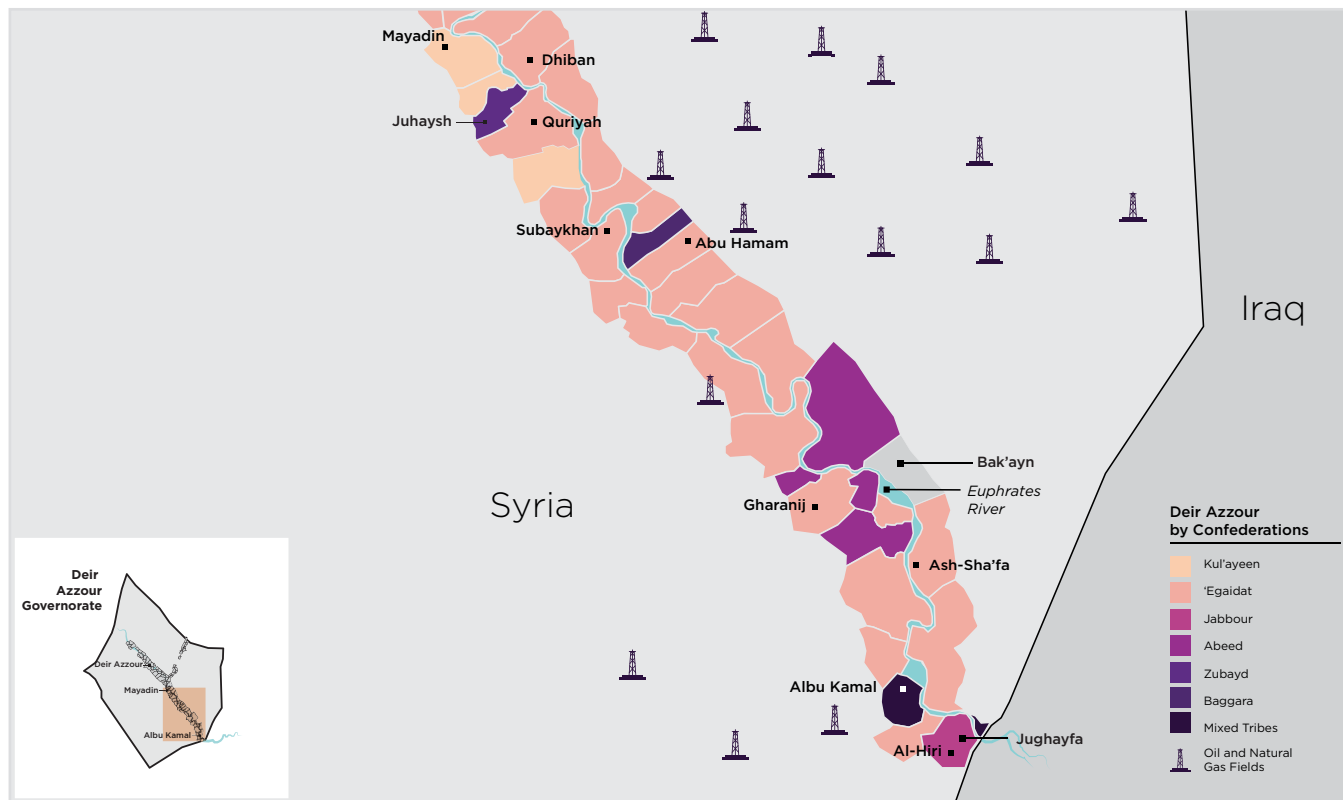 Mayadin
Dhiban
Juhaysh
Quriyah
Subaykhan
Abu Hamam
Iraq
Syria
Bak’ayn
Euphrates
River
Gharanij
Ash-Sha’fa
Albu Kamal
Al-Hiri
Jughayfa
Deir
Azzour
Governorate
Deir Azzour
Mayadin
Albu Kamal
Deir Azzour
by Confederations
Kul’ayeen
‘Egaidat
Jabbour
Abeed
Zubayd
Baggara
Mixed Tribes
Oil and Natural
Gas Fields